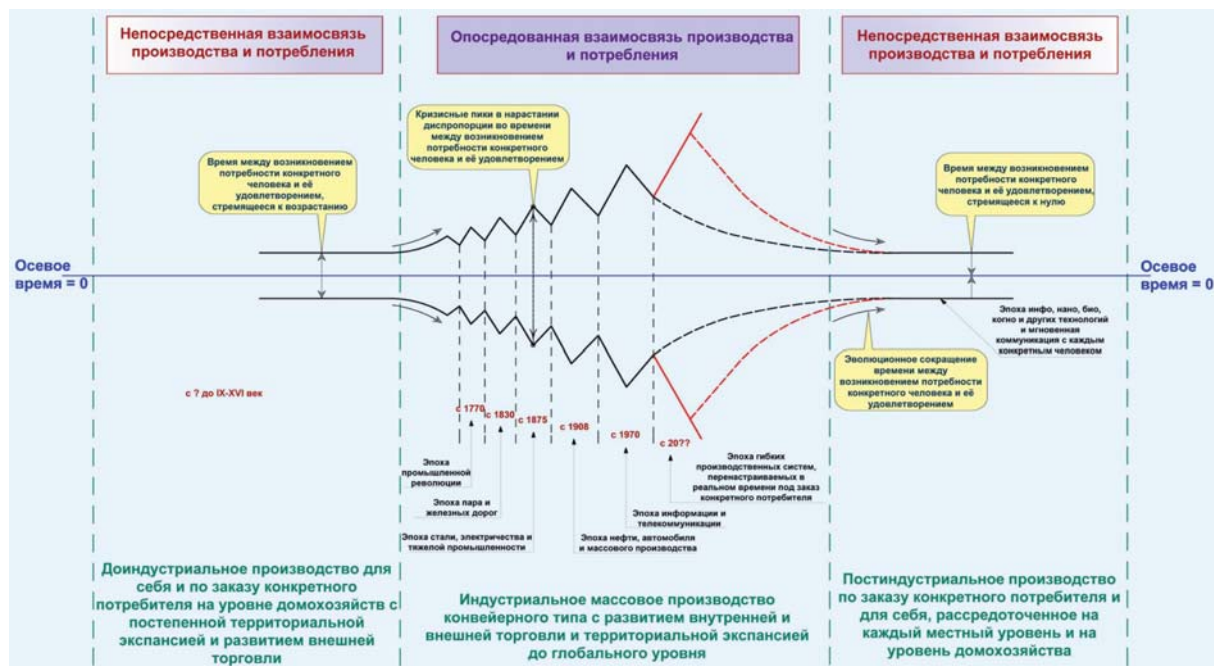 Непосредственная взаимосвязь
производства и потребления
Опосредованная взаимосвязь производства
и потребления
Непосредственная взаимосвязь
производства и потребления
Кризисные пики в нарастании
диспропорции во времени
между возникновением
потребности конкретного
человека и её удовлетворением
Время между возникновением
потребности конкретного
человека и её
удовлетворением,
стремящееся к возрастанию
Время между возникновением
потребности конкретного
человека и её удовлетворением,
стремящееся к нулю
Осевое
время = 0
Осевое
время = 0
Эпоха инфо, нано, био,
когно и других технологий
и мгновенная
коммуникация с каждым
конкретным человеком
Эволюционное сокращение
времени между
возникновением потребности
конкретного человека и её
удовлетворением
с ? до IX-XVI век
с 1770
с 1830
с 1875
с 1908
с 1970
с 20??
Эпоха
промышленной
революции
Эпоха пара и
железных дорог
Эпоха стали, электричества и
тяжелой промышленности
Эпоха нефти, автомобиля
и массового производства
Эпоха информации и
телекоммуникации
Эпоха гибких
производственных систем,
перенастраиваемых в
реальном времени под заказ
конкретного потребителя
Доиндустриальное производство для
себя и по заказу конкретного
потребителя на уровне домохозяйств с
постепенной территориальной
экспансией и развитием внешней
торговли
Индустриальное массовое производство
конвейерного типа с развитием внутренней и
внешней торговли и территориальной экспансией
до глобального уровня
Постиндустриальное производство
по заказу конкретного потребителя и
для себя, рассредоточенное на
каждый местный уровень и на
уровень домохозяйства